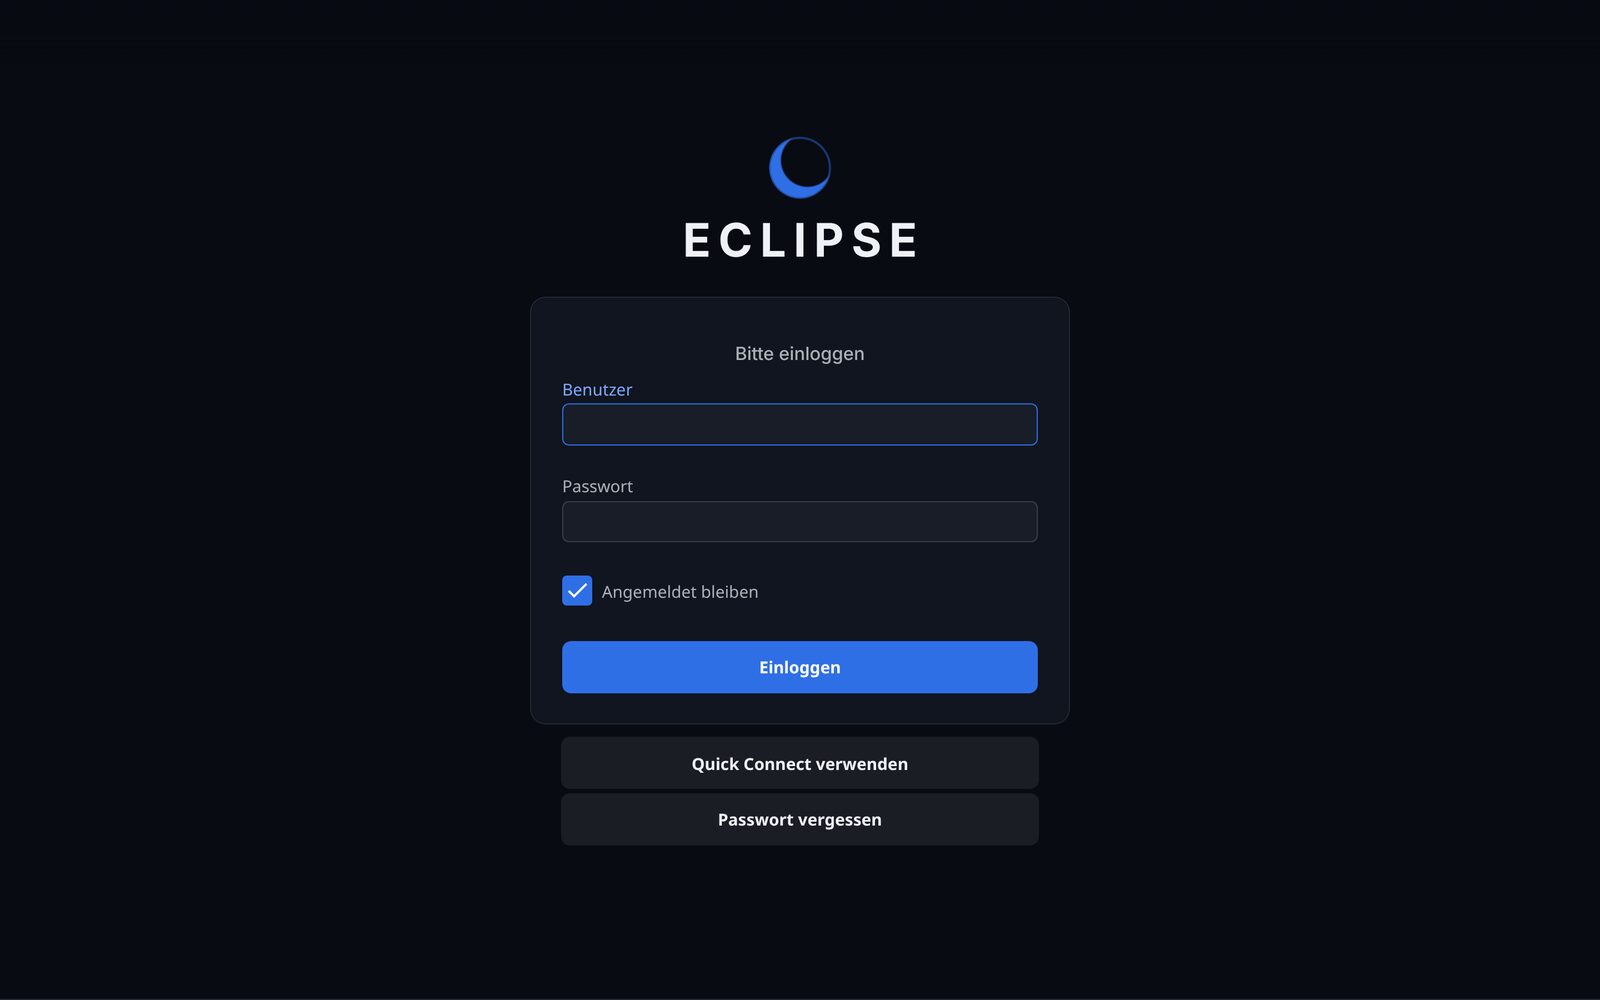 ECLIPSE
Bitte einloggen
Benutzer
Passwort
Angemeldet bleiben
Einloggen
Quick Connect verwenden
Passwort vergessen